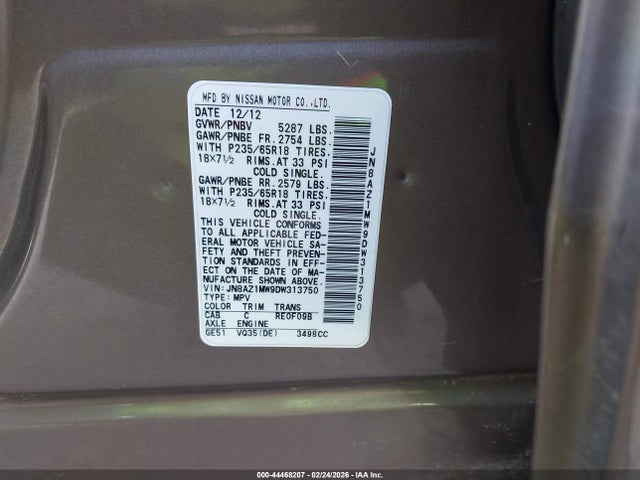 MFD BY NISSAN MOTOR CO.,LTD.
DATE 12/12
GVWR/PNBV 5287 LBS.
GAWR/PNBE FR. 2754 LBS.
WITH P235/65R18 TIRES,
18×7½ RIMS.AT 33 PSI
COLD SINGLE.
GAWR/PNBE RR. 2579 LBS.
WITH P235/65R18 TIRES,
18×7½ RIMS.AT 33 PSI
COLD SINGLE.
THIS VEHICLE CONFORMS
TO ALL APPLICABLE FED-
ERAL MOTOR VEHICLE SA-
FETY AND THEFT PREVEN-
TION STANDARDS IN EFF-
ECT ON THE DATE OF MA-
NUFACTURE SHOWN ABOVE.
VIN: JN8AZ1MW9DW313750
TYPE: MPV
COLOR TRIM TRANS
CAB C RE0F09B
AXLE ENGINE
GE51 VQ35(DE) 3498CC
JN8AZ1MW9DW313750
000-44468207 - 02/24/2026 - IAA Inc.